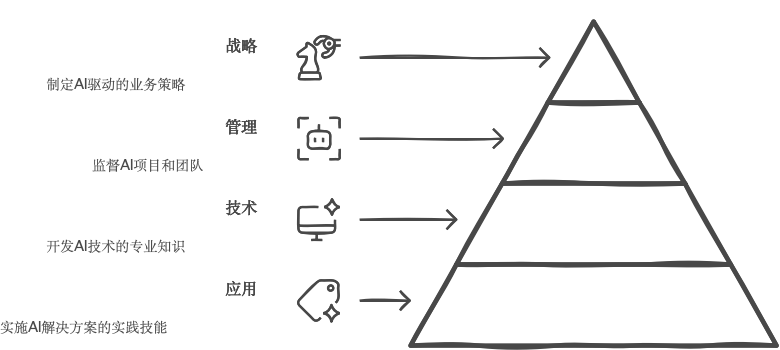 战略
制定AI驱动的业务策略
管理
监督AI项目和团队
技术
开发AI技术的专业知识
应用
实施AI解决方案的实践技能